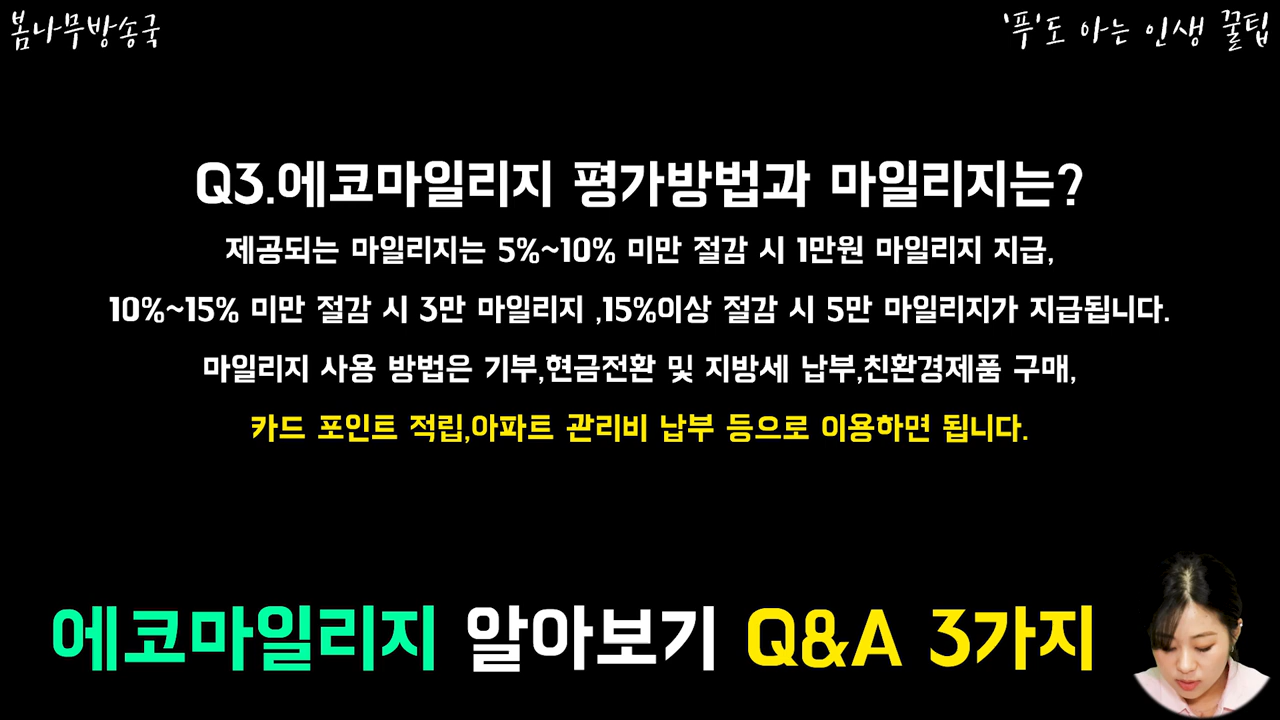 봄나무방송국
'푸'도 아는 인생 꿀팁
Q3.에코마일리지 평가방법과 마일리지는?
제공되는 마일리지는 5%~10% 미만 절감 시 1만원 마일리지 지급,
10%~15% 미만 절감 시 3만 마일리지 ,15%이상 절감 시 5만 마일리지가 지급됩니다.
마일리지 사용 방법은 기부,현금전환 및 지방세 납부,친환경제품 구매,
카드 포인트 적립,아파트 관리비 납부 등으로 이용하면 됩니다.
에코마일리지 알아보기 Q&A 3가지